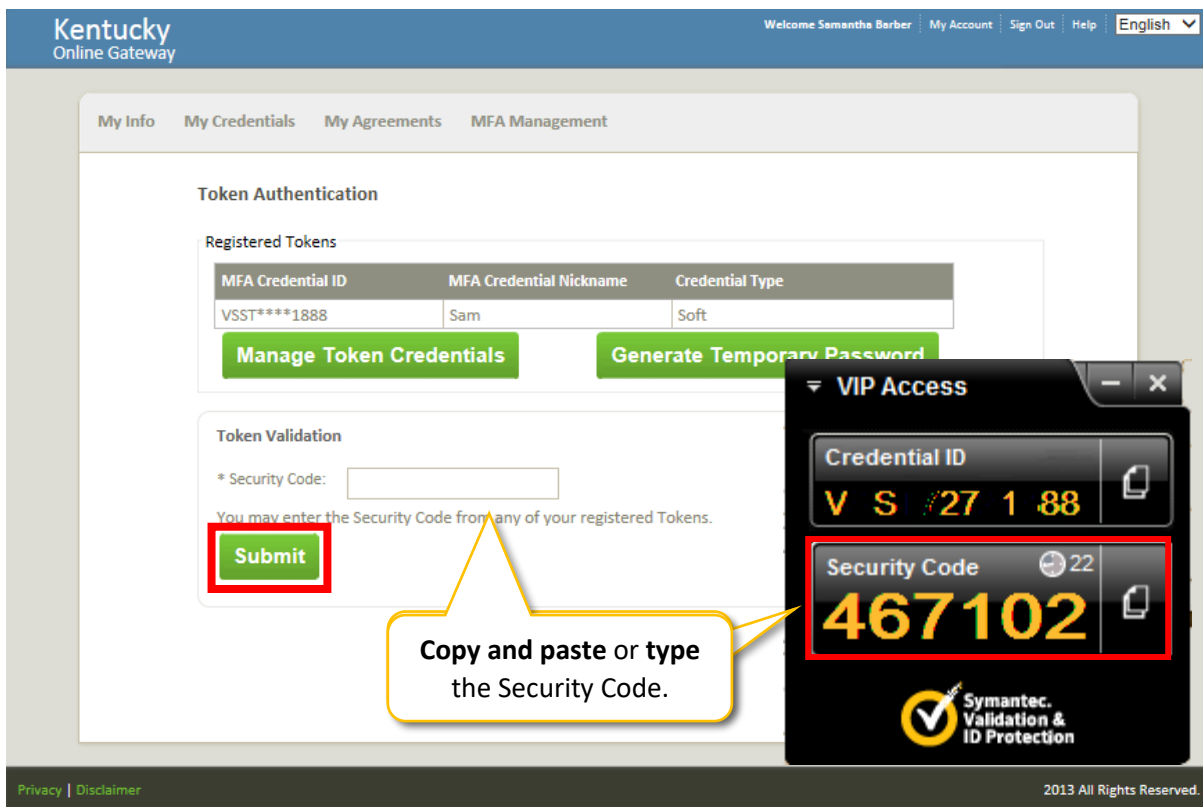 Kentucky
Online Gateway
Welcome Samantha Barber My Account Sign Out Help English
My Info My Credentials My Agreements MFA Management
Token Authentication
Registered Tokens
MFA Credential ID MFA Credential Nickname Credential Type
VSST****1888 Sam Soft
Manage Token Credentials Generate Temporary Password
Token Validation
* Security Code:
You may enter the Security Code from any of your registered Tokens.
Submit
Copy and paste or type
the Security Code.
VIP Access
Credential ID
V S 27 1 88
Security Code 22
467102
Symantec.
Validation &
ID Protection
Privacy | Disclaimer 2013 All Rights Reserved.